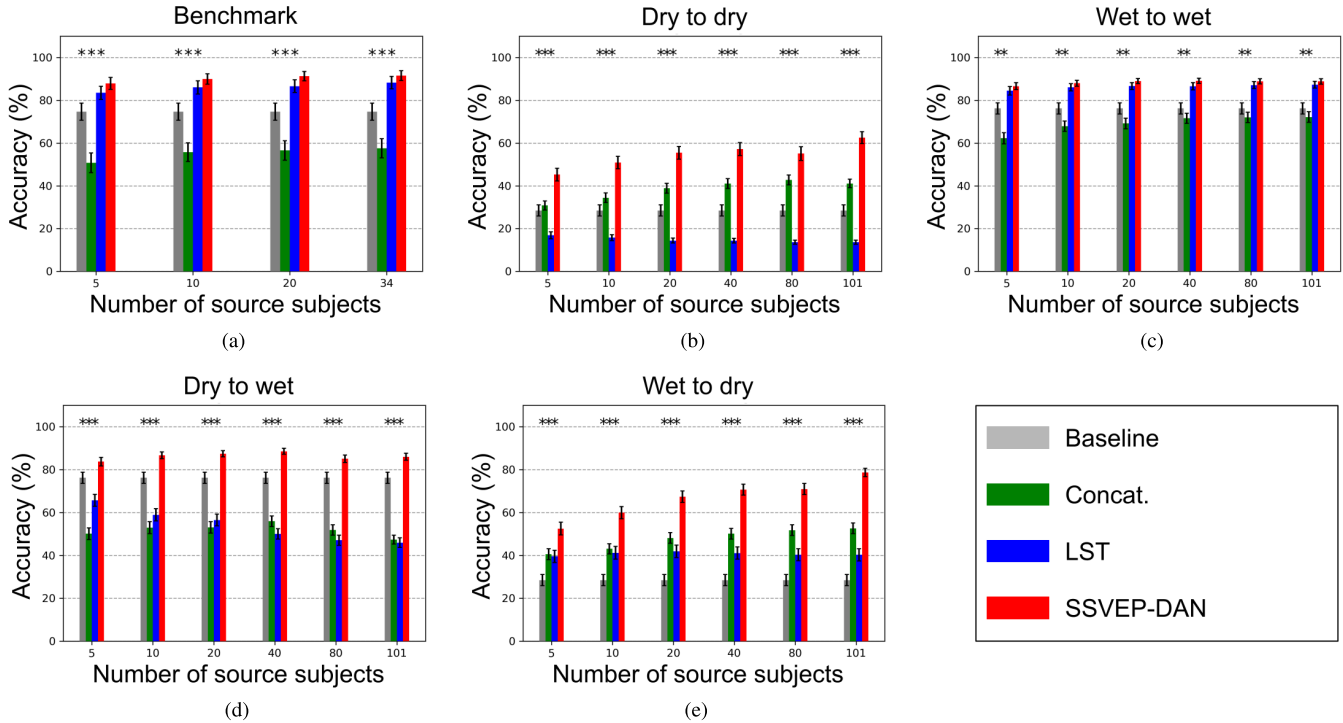 Benchmark
Accuracy (%)
100
80
60
40
20
0
*** *** *** ***
5 10 20 34
Number of source subjects
(a)
Dry to dry
Accuracy (%)
100
80
60
40
20
0
*** *** *** *** *** ***
5 10 20 40 80 101
Number of source subjects
(b)
Wet to wet
Accuracy (%)
100
80
60
40
20
0
** ** ** ** ** **
5 10 20 40 80 101
Number of source subjects
(c)
Dry to wet
Accuracy (%)
100
80
60
40
20
0
*** *** *** *** *** ***
5 10 20 40 80 101
Number of source subjects
(d)
Wet to dry
Accuracy (%)
100
80
60
40
20
0
*** *** *** *** *** ***
5 10 20 40 80 101
Number of source subjects
(e)
Baseline
Concat.
LST
SSVEP-DAN